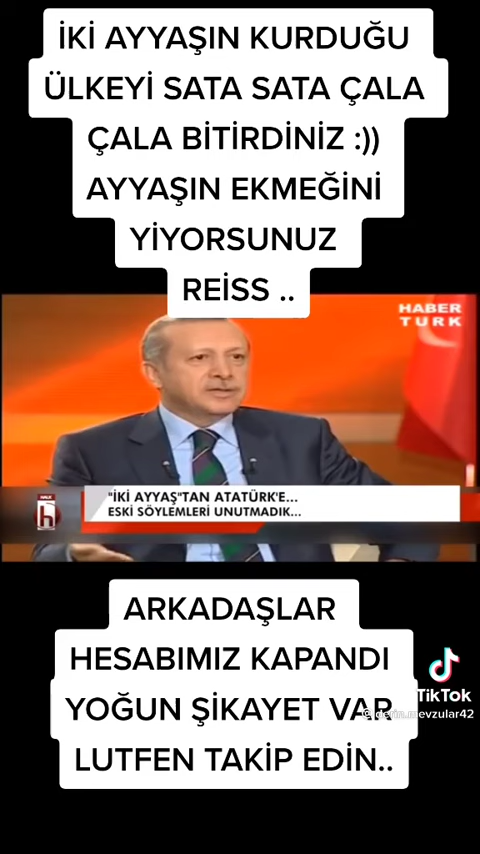 İKİ AYYAŞIN KURDUĞU
ÜLKEYİ SATA SATA ÇALA
ÇALA BİTİRDİNİZ :))
AYYAŞIN EKMEĞİNİ
YİYORSUNUZ
REİSS ..
HABER
TURK
HALK
h
"İKİ AYYAŞ"TAN ATATÜRK'E...
ESKİ SÖYLEMLERİ UNUTMADIK...
ARKADAŞLAR
HESABIMIZ KAPANDI
YOĞUN ŞİKAYET VAR
LUTFEN TAKİP EDİN..
TikTok
@derin.mevzular42